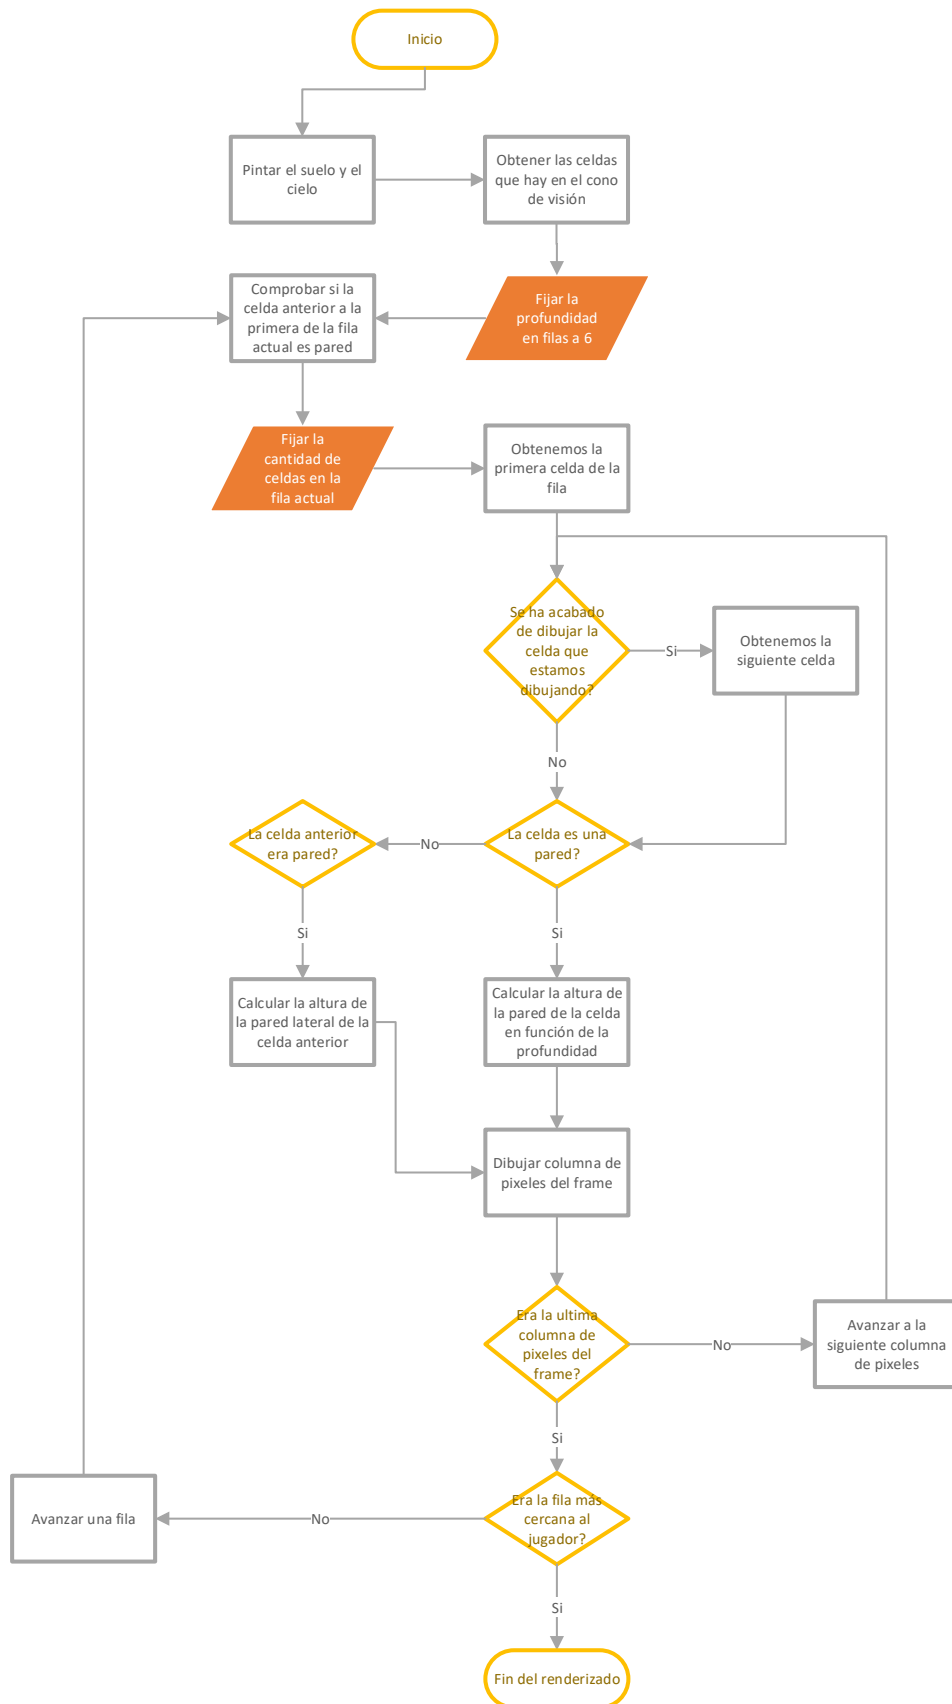 Inicio
Pintar el suelo y el
cielo
Obtener las celdas
que hay en el cono
de visión
Comprobar si la
celda anterior a la
primera de la fila
actual es pared
Fijar la
profundidad
en filas a 6
Fijar la
cantidad de
celdas en la
fila actual
Obtenemos la
primera celda de la
fila
Se ha acabado
de dibujar la
celda que
estamos
dibujando?
Si
Obtenemos la
siguiente celda
No
La celda anterior
era pared?
No
La celda es una
pared?
Si
Si
Calcular la altura de
la pared lateral de la
celda anterior
Calcular la altura de
la pared de la celda
en función de la
profundidad
Dibujar columna de
pixeles del frame
Era la ultima
columna de
pixeles del
frame?
No
Avanzar a la
siguiente columna
de pixeles
Si
Avanzar una fila
No
Era la fila más
cercana al
jugador?
Si
Fin del renderizado